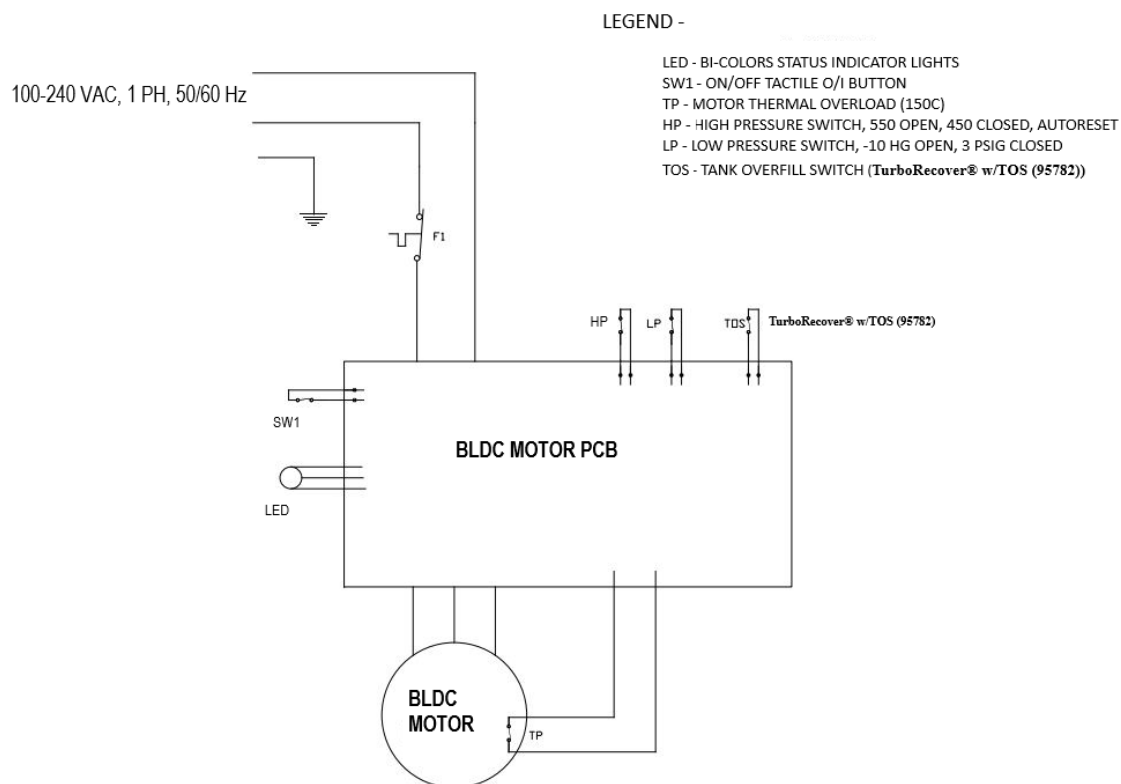 LEGEND -
LED - BI-COLORS STATUS INDICATOR LIGHTS
SW1 - ON/OFF TACTILE O/I BUTTON
TP - MOTOR THERMAL OVERLOAD (150C)
HP - HIGH PRESSURE SWITCH, 550 OPEN, 450 CLOSED, AUTORESET
LP - LOW PRESSURE SWITCH, -10 HG OPEN, 3 PSIG CLOSED
TOS - TANK OVERFILL SWITCH (TurboRecover® w/TOS (95782))
100-240 VAC, 1 PH, 50/60 Hz
F1
HP
LP
TOS
TurboRecover® w/TOS (95782)
SW1
BLDC MOTOR PCB
LED
BLDC
MOTOR
TP